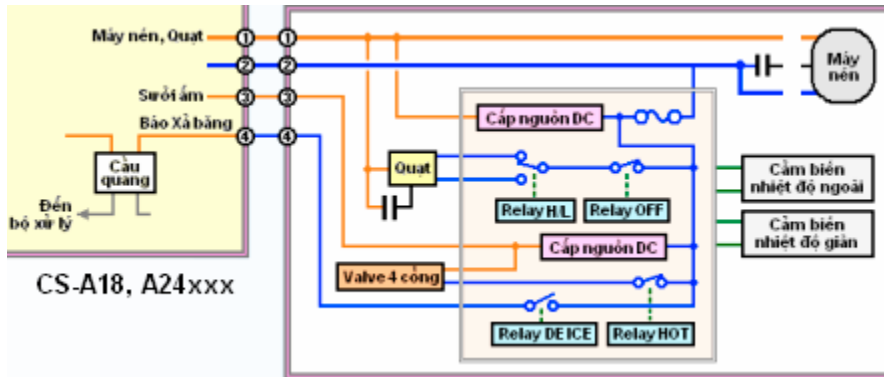 Máy nén, Quạt
1
1
2
2
Sưởi ấm
3
3
Báo Xả băng
4
4
Cầu
quang
Đến
bộ xử lý
CS-A18, A24xxx
Máy
nén
Cấp nguồn DC
Quạt
Relay H/L
Relay OFF
Cảm biến
nhiệt độ ngoài
Cảm biến
nhiệt độ giàn
Cấp nguồn DC
Valve 4 cổng
Relay DE ICE
Relay HOT